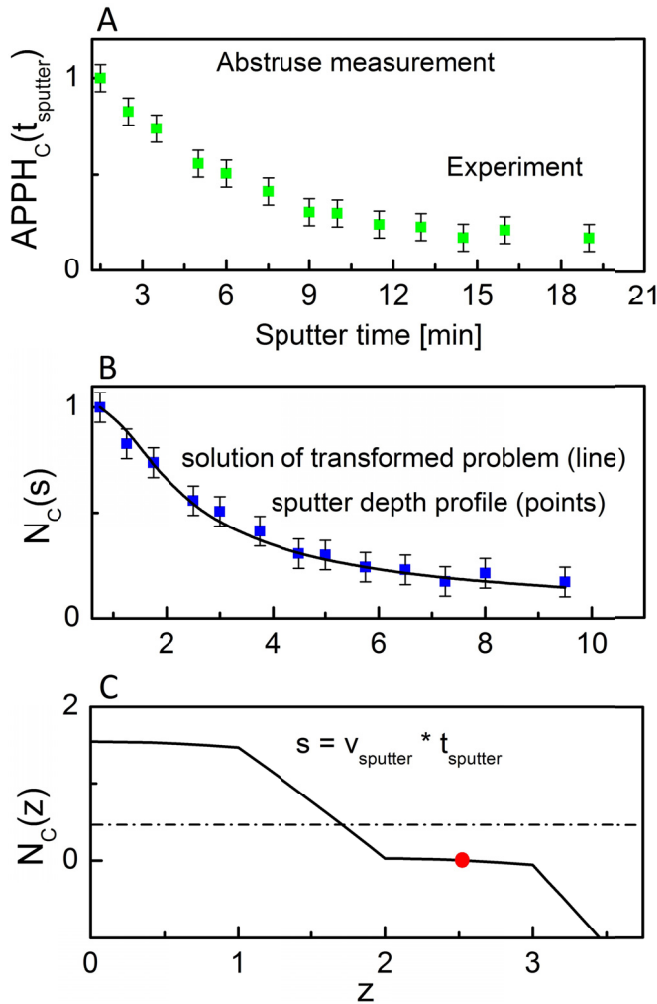 A
1
0
APPH_C(t_sputter)
Abstruse measurement
Experiment
3 6 9 12 15 18 21
Sputter time [min]
B
1
0
N_C(s)
solution of transformed problem (line)
sputter depth profile (points)
2 4 6 8 10
C
2
0
N_C(z)
s = v_sputter * t_sputter
0 1 2 3
z